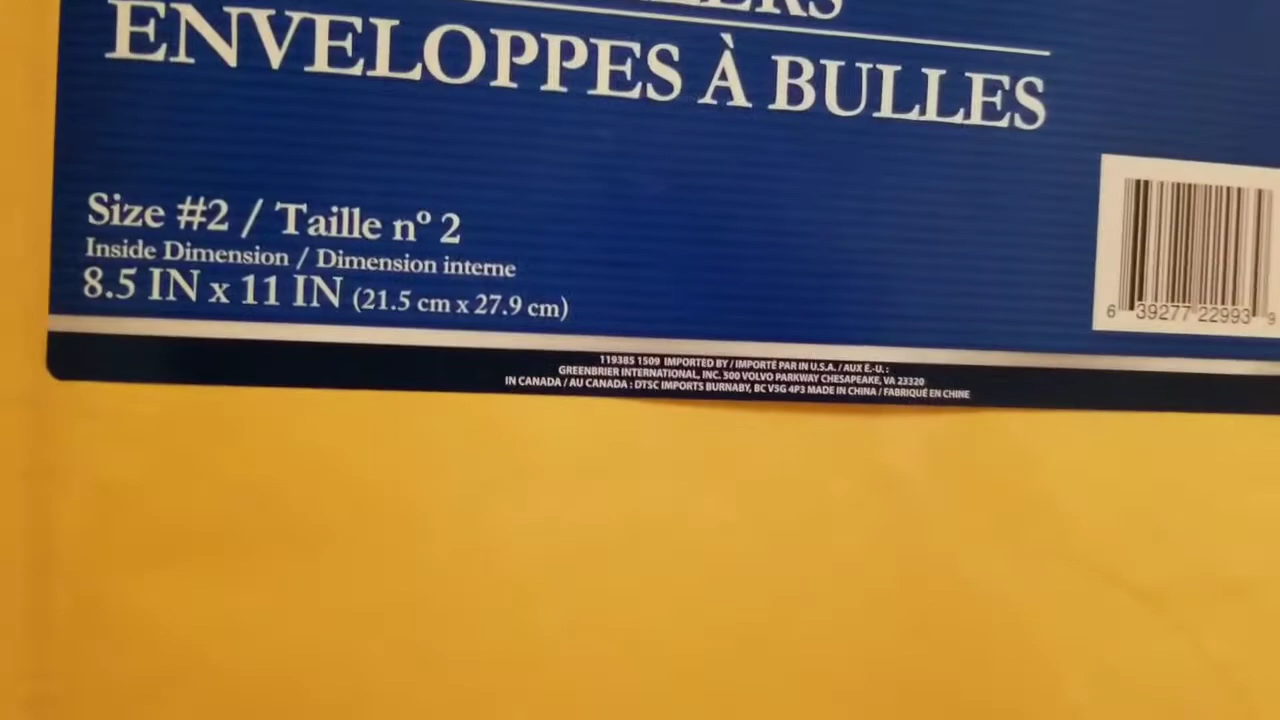 ENVELOPPES À BULLES
Size #2 / Taille nº 2
Inside Dimension / Dimension interne
8.5 IN x 11 IN (21.5 cm x 27.9 cm)
6 39277 22993 9
119385 1509 IMPORTED BY / IMPORTÉ PAR IN U.S.A. / AUX É.-U. :
GREENBRIER INTERNATIONAL, INC. 500 VOLVO PARKWAY CHESAPEAKE, VA 23320
IN CANADA / AU CANADA : DTSC IMPORTS BURNABY, BC V5G 4P3 MADE IN CHINA / FABRIQUÉ EN CHINE